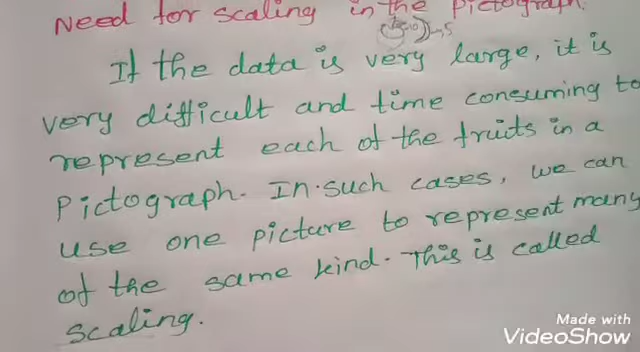 Need for scaling in the pictograph.
If the data is very large, it is
very difficult and time consuming to
represent each of the fruits in a
pictograph. In such cases, we can
use one picture to represent many
of the same kind. This is called
scaling.
Made with
VideoShow